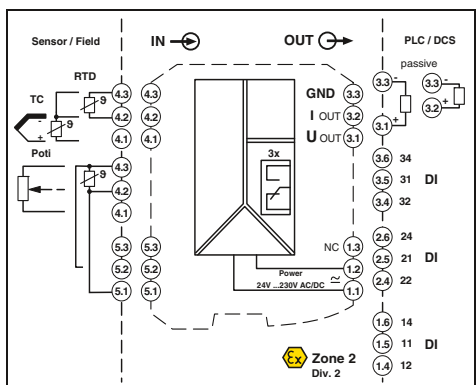 Sensor / Field
IN
OUT
PLC / DCS
RTD
TC
-
+
ϑ
ϑ
4.3
4.2
4.1
4.3
4.2
4.1
Poti
ϑ
4.3
4.2
4.1
5.3
5.2
5.1
5.3
5.2
5.1
3x
GND 3.3
I OUT 3.2
U OUT 3.1
NC 1.3
1.2
1.1
Power
24V ...230V AC/DC
passive
3.3 -
3.1 +
3.3 -
3.2 +
3.6 34
3.5 31 DI
3.4 32
2.6 24
2.5 21 DI
2.4 22
1.6 14
1.5 11 DI
1.4 12
Ex Zone 2
Div. 2